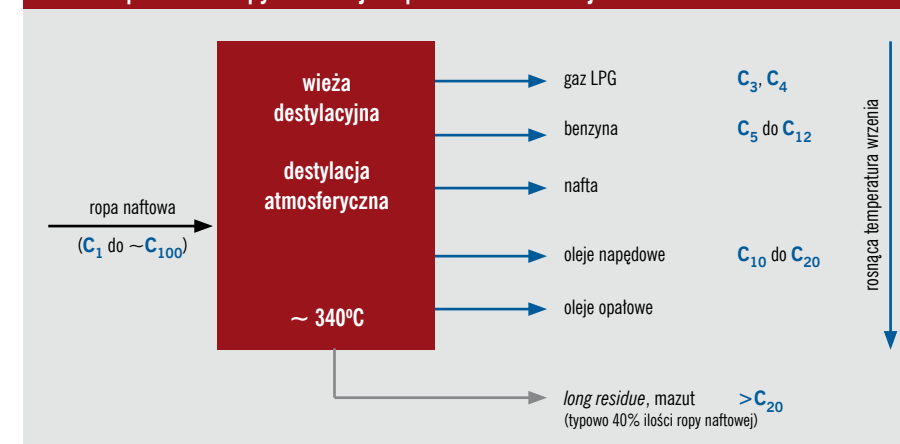 ropa naftowa
(C₁ do ~C₁₀₀)
wieża
destylacyjna
destylacja
atmosferyczna
~ 340ºC
gaz LPG C₃, C₄
benzyna C₅ do C₁₂
nafta
oleje napędowe C₁₀ do C₂₀
oleje opałowe
long residue, mazut >C₂₀
(typowo 40% ilości ropy naftowej)
rosnąca temperatura wrzenia